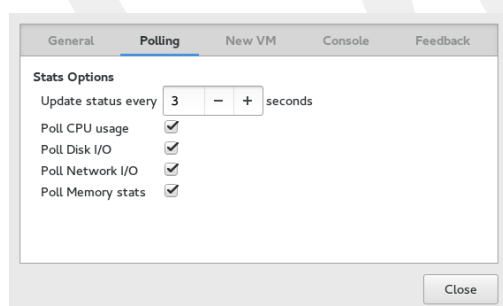 General Polling New VM Console Feedback
Stats Options
Update status every 3 − + seconds
Poll CPU usage
Poll Disk I/O
Poll Network I/O
Poll Memory stats
Close